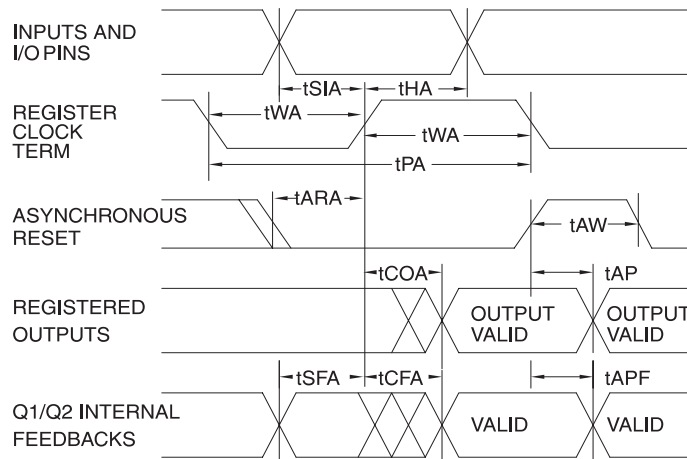 INPUTS AND
I/O PINS
tSIA
tHA
REGISTER
CLOCK
TERM
tWA
tWA
tPA
ASYNCHRONOUS
RESET
tARA
tAW
REGISTERED
OUTPUTS
tCOA
tAP
OUTPUT
VALID
OUTPUT
VALID
Q1/Q2 INTERNAL
FEEDBACKS
tSFA
tCFA
tAPF
VALID
VALID